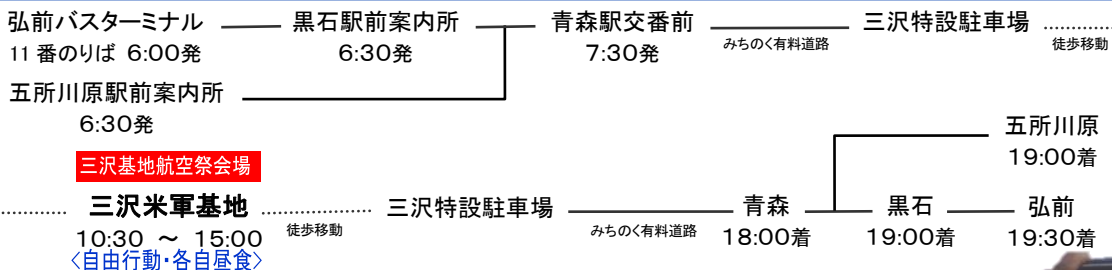 弘前バスターミナル 黒石駅前案内所 青森駅交番前 みちのく有料道路 三沢特設駐車場 徒歩移動
11番のりば 6:00発 6:30発 7:30発
五所川原駅前案内所
6:30発
五所川原
19:00着
三沢基地航空祭会場
三沢米軍基地 徒歩移動 三沢特設駐車場 みちのく有料道路 青森 黒石 弘前
10:30 ~ 15:00 18:00着 19:00着 19:30着
〈自由行動・各自昼食〉